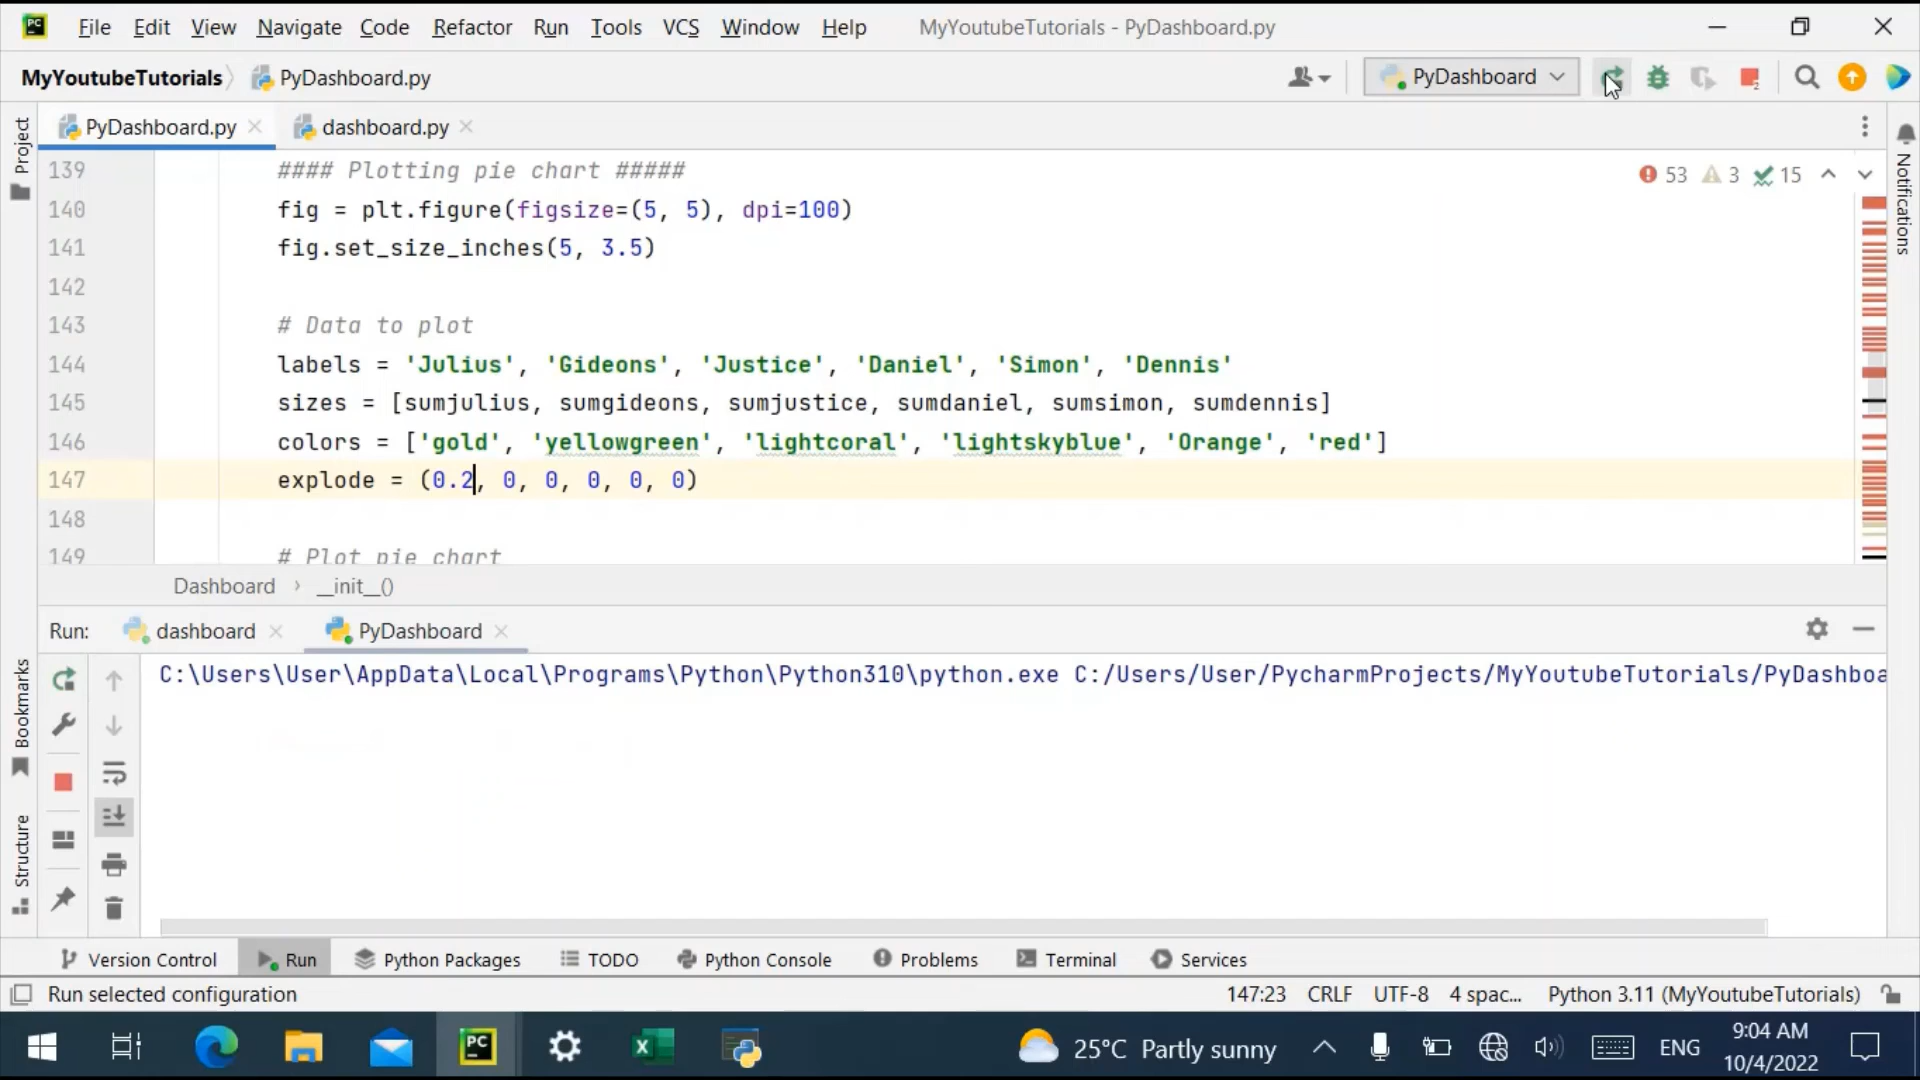 PC File Edit View Navigate Code Refactor Run Tools VCS Window Help MyYoutubeTutorials - PyDashboard.py
MyYoutubeTutorials PyDashboard.py PyDashboard
PyDashboard.py dashboard.py
Project
Notifications
Bookmarks
Structure
53 3 15
139 #### Plotting pie chart #####
140 fig = plt.figure(figsize=(5, 5), dpi=100)
141 fig.set_size_inches(5, 3.5)
142
143 # Data to plot
144 labels = 'Julius', 'Gideons', 'Justice', 'Daniel', 'Simon', 'Dennis'
145 sizes = [sumjulius, sumgideons, sumjustice, sumdaniel, sumsimon, sumdennis]
146 colors = ['gold', 'yellowgreen', 'lightcoral', 'lightskyblue', 'Orange', 'red']
147 explode = (0.2, 0, 0, 0, 0, 0)
148
149 # Plot pie chart
Dashboard › __init__()
Run: dashboard PyDashboard
C:\Users\User\AppData\Local\Programs\Python\Python310\python.exe C:/Users/User/PycharmProjects/MyYoutubeTutorials/PyDashboa
Version Control Run Python Packages TODO Python Console Problems Terminal Services
Run selected configuration 147:23 CRLF UTF-8 4 spac... Python 3.11 (MyYoutubeTutorials)
PC 25°C Partly sunny ENG 9:04 AM
10/4/2022